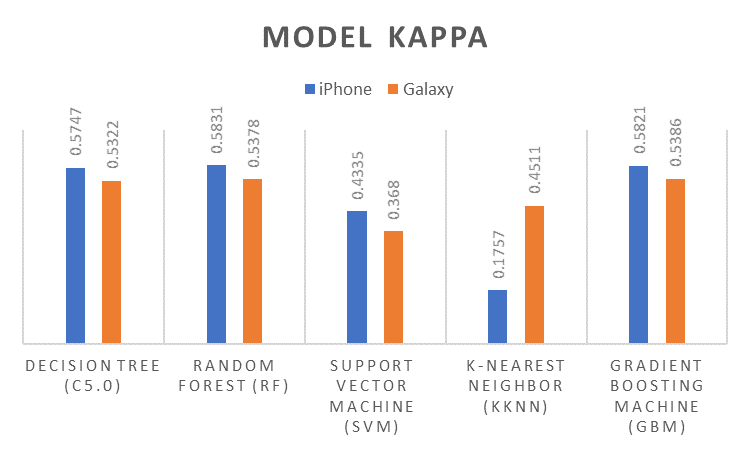 MODEL KAPPA
iPhone Galaxy
0.5747 0.5322 0.5831 0.5378 0.4335 0.368 0.1757 0.4511 0.5821 0.5386
DECISION TREE
(C5.0)
RANDOM
FOREST (RF)
SUPPORT
VECTOR
MACHINE
(SVM)
K-NEAREST
NEIGHBOR
(KKNN)
GRADIENT
BOOSTING
MACHINE
(GBM)